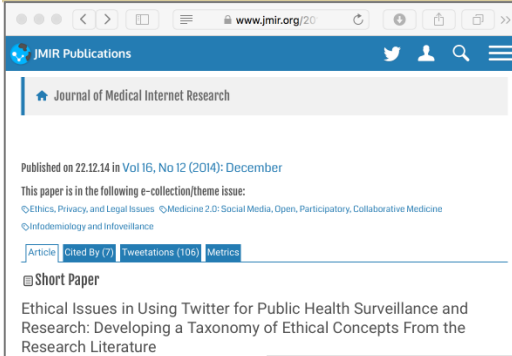 www.jmir.org/20
JMIR Publications
Journal of Medical Internet Research
Published on 22.12.14 in Vol 16, No 12 (2014): December
This paper is in the following e-collection/theme issue:
Ethics, Privacy, and Legal Issues Medicine 2.0: Social Media, Open, Participatory, Collaborative Medicine
Infodemiology and Infoveillance
Article Cited By (7) Tweetations (106) Metrics
Short Paper
Ethical Issues in Using Twitter for Public Health Surveillance and
Research: Developing a Taxonomy of Ethical Concepts From the
Research Literature